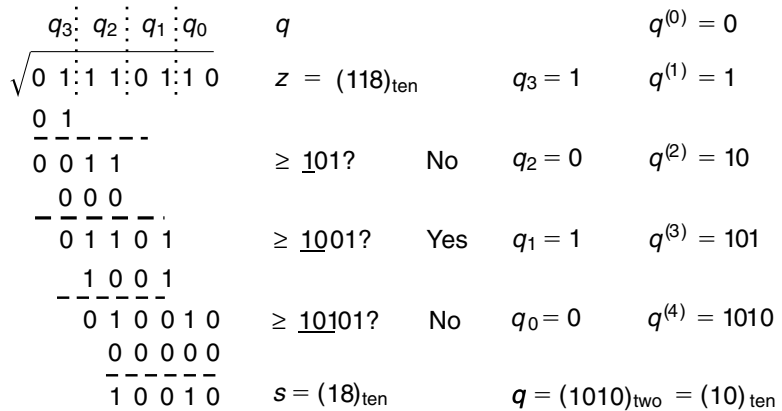 q3 q2 q1 q0 q q(0) = 0
√ 0 1 1 1 0 1 1 0 z = (118)ten q3 = 1 q(1) = 1
0 1
0 0 1 1 ≥ 101? No q2 = 0 q(2) = 10
0 0 0
0 1 1 0 1 ≥ 1001? Yes q1 = 1 q(3) = 101
1 0 0 1
0 1 0 0 1 0 ≥ 10101? No q0 = 0 q(4) = 1010
0 0 0 0 0
1 0 0 1 0 s = (18)ten q = (1010)two = (10)ten